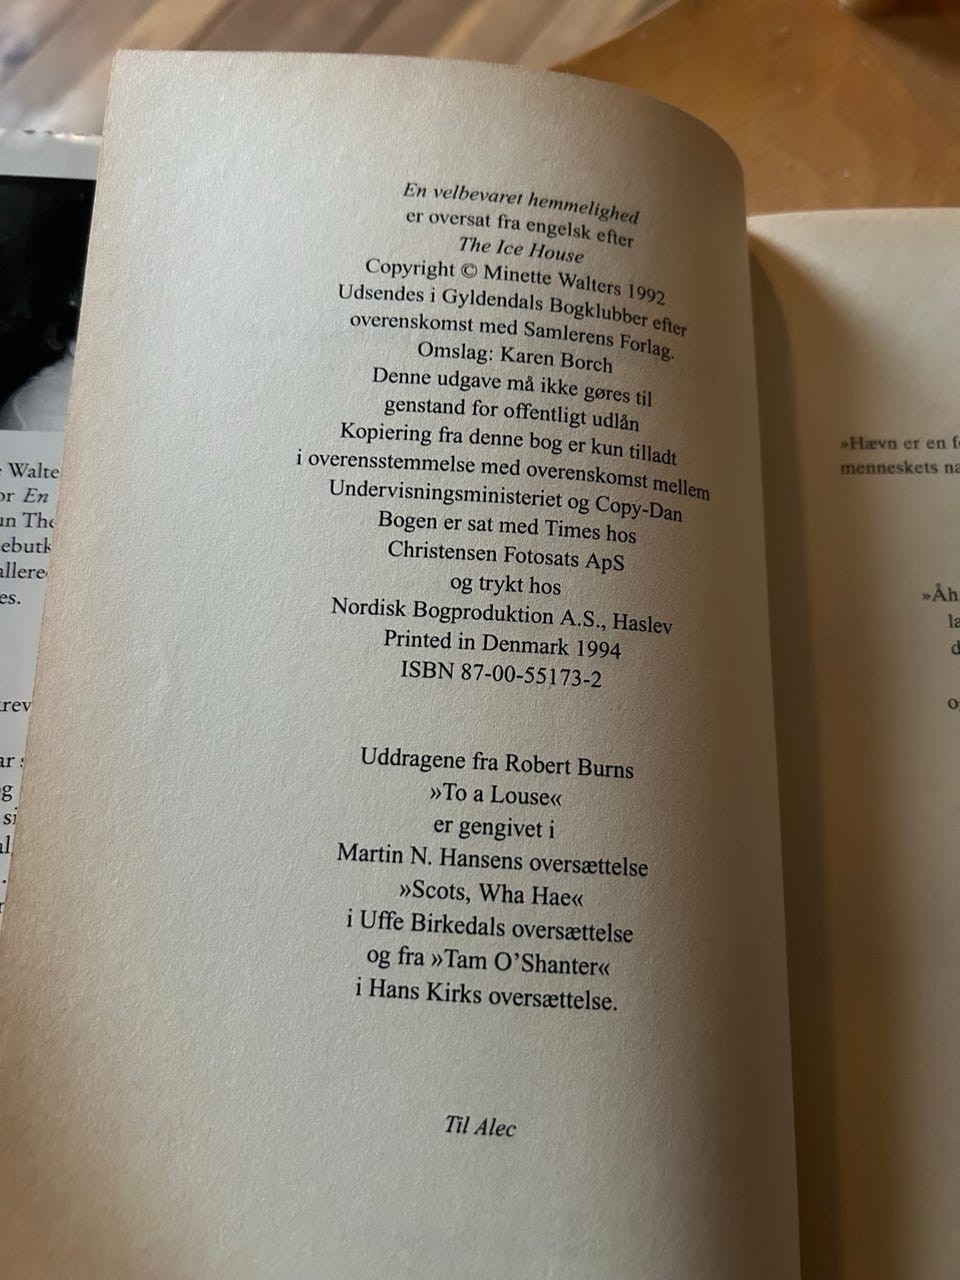 En velbevaret hemmelighed
er oversat fra engelsk efter
The Ice House
Copyright © Minette Walters 1992
Udsendes i Gyldendals Bogklubber efter
overenskomst med Samlerens Forlag.
Omslag: Karen Borch
Denne udgave må ikke gøres til
genstand for offentligt udlån
Kopiering fra denne bog er kun tilladt
i overensstemmelse med overenskomst mellem
Undervisningsministeriet og Copy-Dan
Bogen er sat med Times hos
Christensen Fotosats ApS
og trykt hos
Nordisk Bogproduktion A.S., Haslev
Printed in Denmark 1994
ISBN 87-00-55173-2
Uddragene fra Robert Burns
»To a Louse«
er gengivet i
Martin N. Hansens oversættelse
»Scots, Wha Hae«
i Uffe Birkedals oversættelse
og fra »Tam O’Shanter«
i Hans Kirks oversættelse.
Til Alec
»Hævn er en
menneskets
»Åh